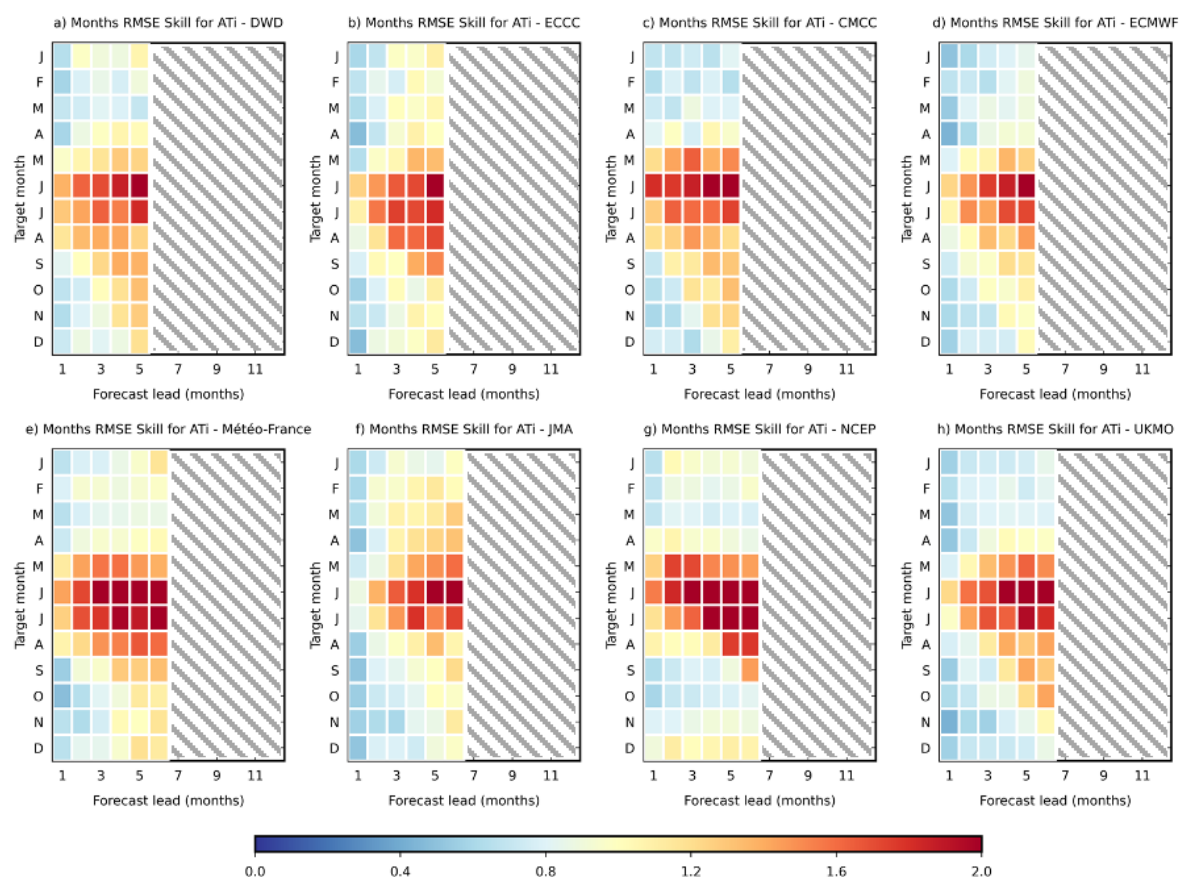 a) Months RMSE Skill for ATi - DWD
b) Months RMSE Skill for ATi - ECCC
c) Months RMSE Skill for ATi - CMCC
d) Months RMSE Skill for ATi - ECMWF
Target month
J
F
M
A
M
J
J
A
S
O
N
D
1 3 5 7 9 11
Forecast lead (months)
Target month
J
F
M
A
M
J
J
A
S
O
N
D
1 3 5 7 9 11
Forecast lead (months)
Target month
J
F
M
A
M
J
J
A
S
O
N
D
1 3 5 7 9 11
Forecast lead (months)
Target month
J
F
M
A
M
J
J
A
S
O
N
D
1 3 5 7 9 11
Forecast lead (months)
e) Months RMSE Skill for ATi - Météo-France
f) Months RMSE Skill for ATi - JMA
g) Months RMSE Skill for ATi - NCEP
h) Months RMSE Skill for ATi - UKMO
Target month
J
F
M
A
M
J
J
A
S
O
N
D
1 3 5 7 9 11
Forecast lead (months)
Target month
J
F
M
A
M
J
J
A
S
O
N
D
1 3 5 7 9 11
Forecast lead (months)
Target month
J
F
M
A
M
J
J
A
S
O
N
D
1 3 5 7 9 11
Forecast lead (months)
Target month
J
F
M
A
M
J
J
A
S
O
N
D
1 3 5 7 9 11
Forecast lead (months)
0.0 0.4 0.8 1.2 1.6 2.0